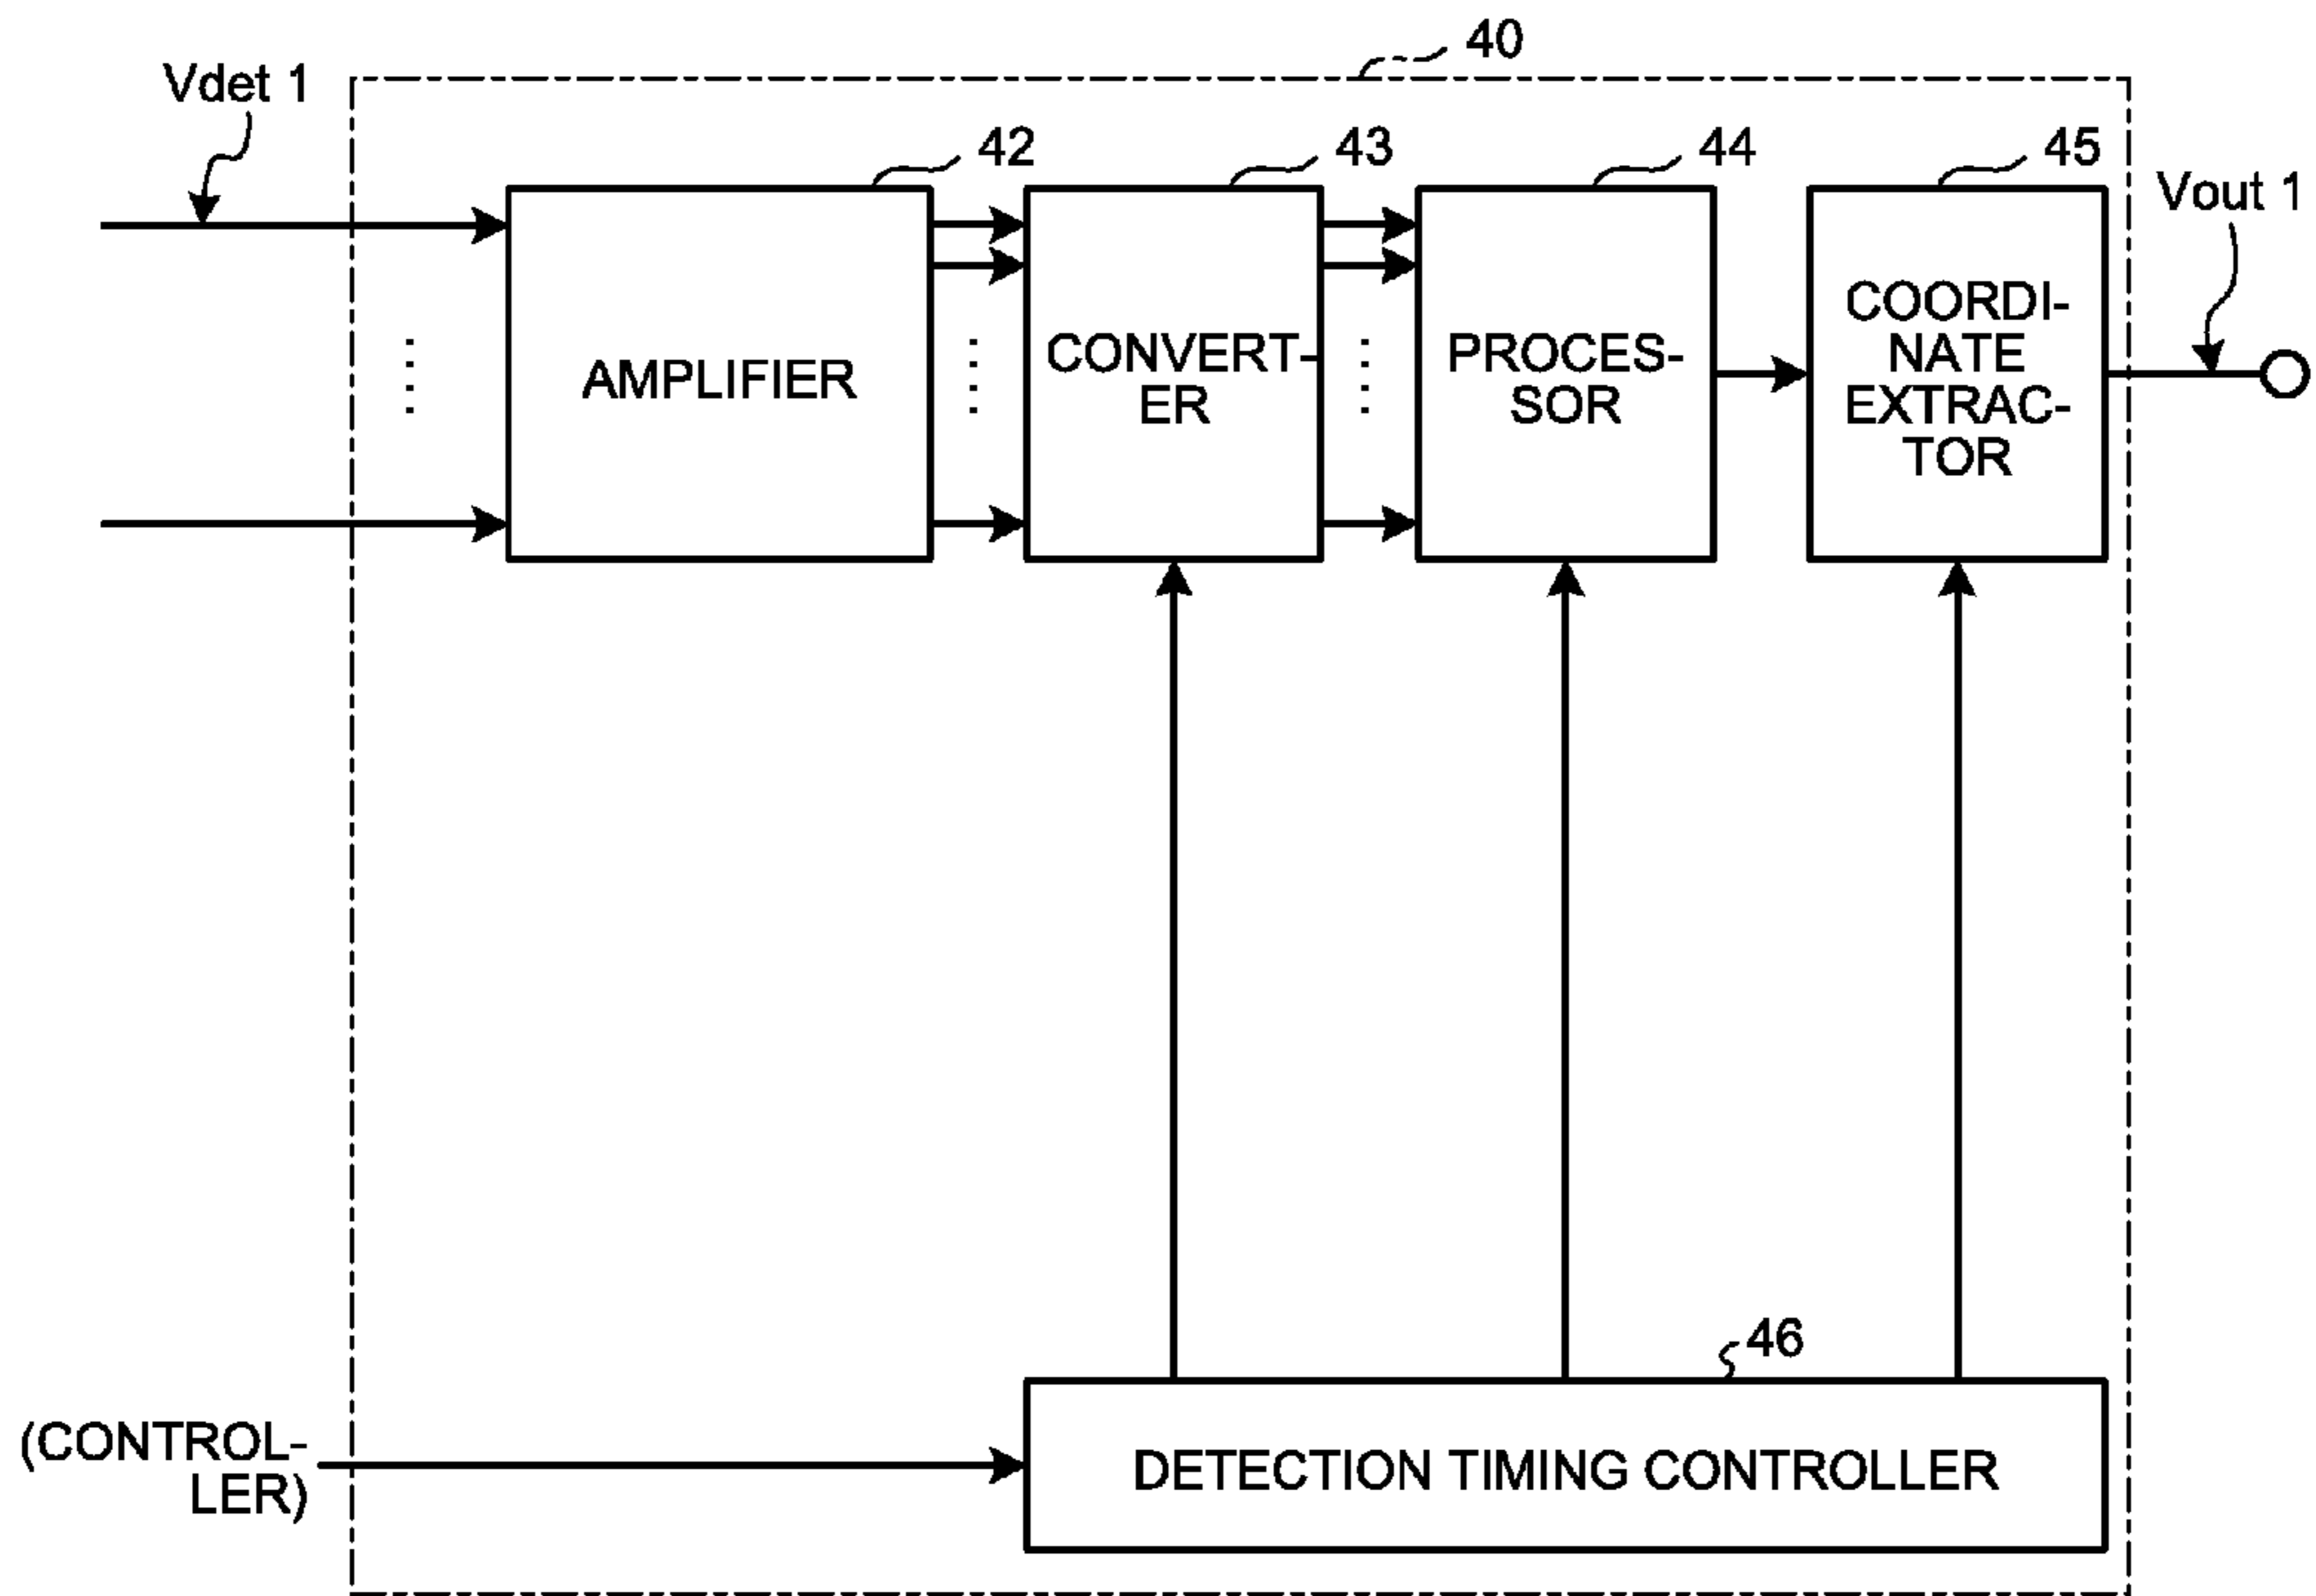 40
Vdet 1
42
43
44
45
Vout 1
AMPLIFIER
CONVERT-
ER
PROCES-
SOR
COORDI-
NATE
EXTRAC-
TOR
46
(CONTROL-
LER)
DETECTION TIMING CONTROLLER